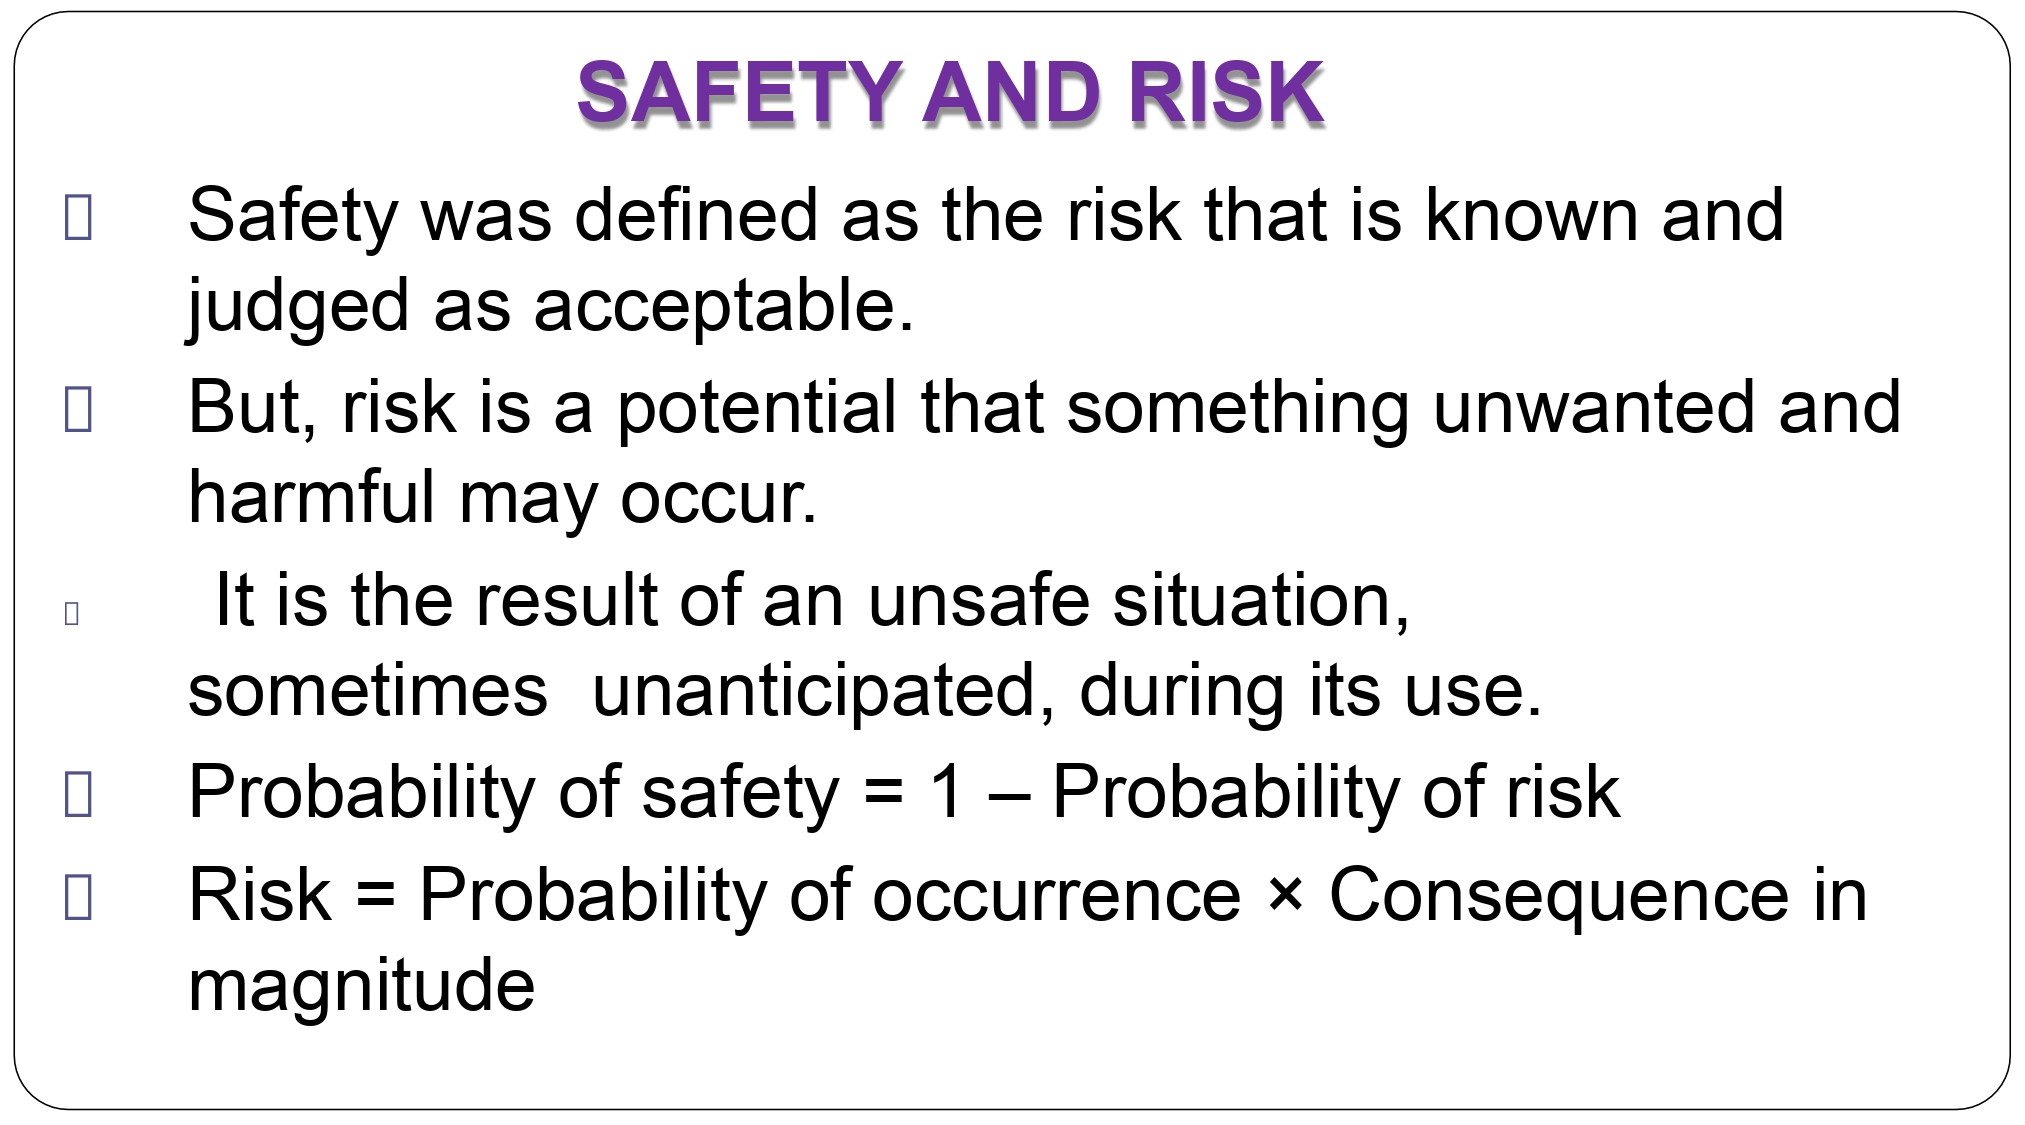 SAFETY AND RISK
Safety was defined as the risk that is known and
judged as acceptable.
But, risk is a potential that something unwanted and
harmful may occur.
It is the result of an unsafe situation,
sometimes  unanticipated, during its use.
Probability of safety = 1 – Probability of risk
Risk = Probability of occurrence × Consequence in
magnitude